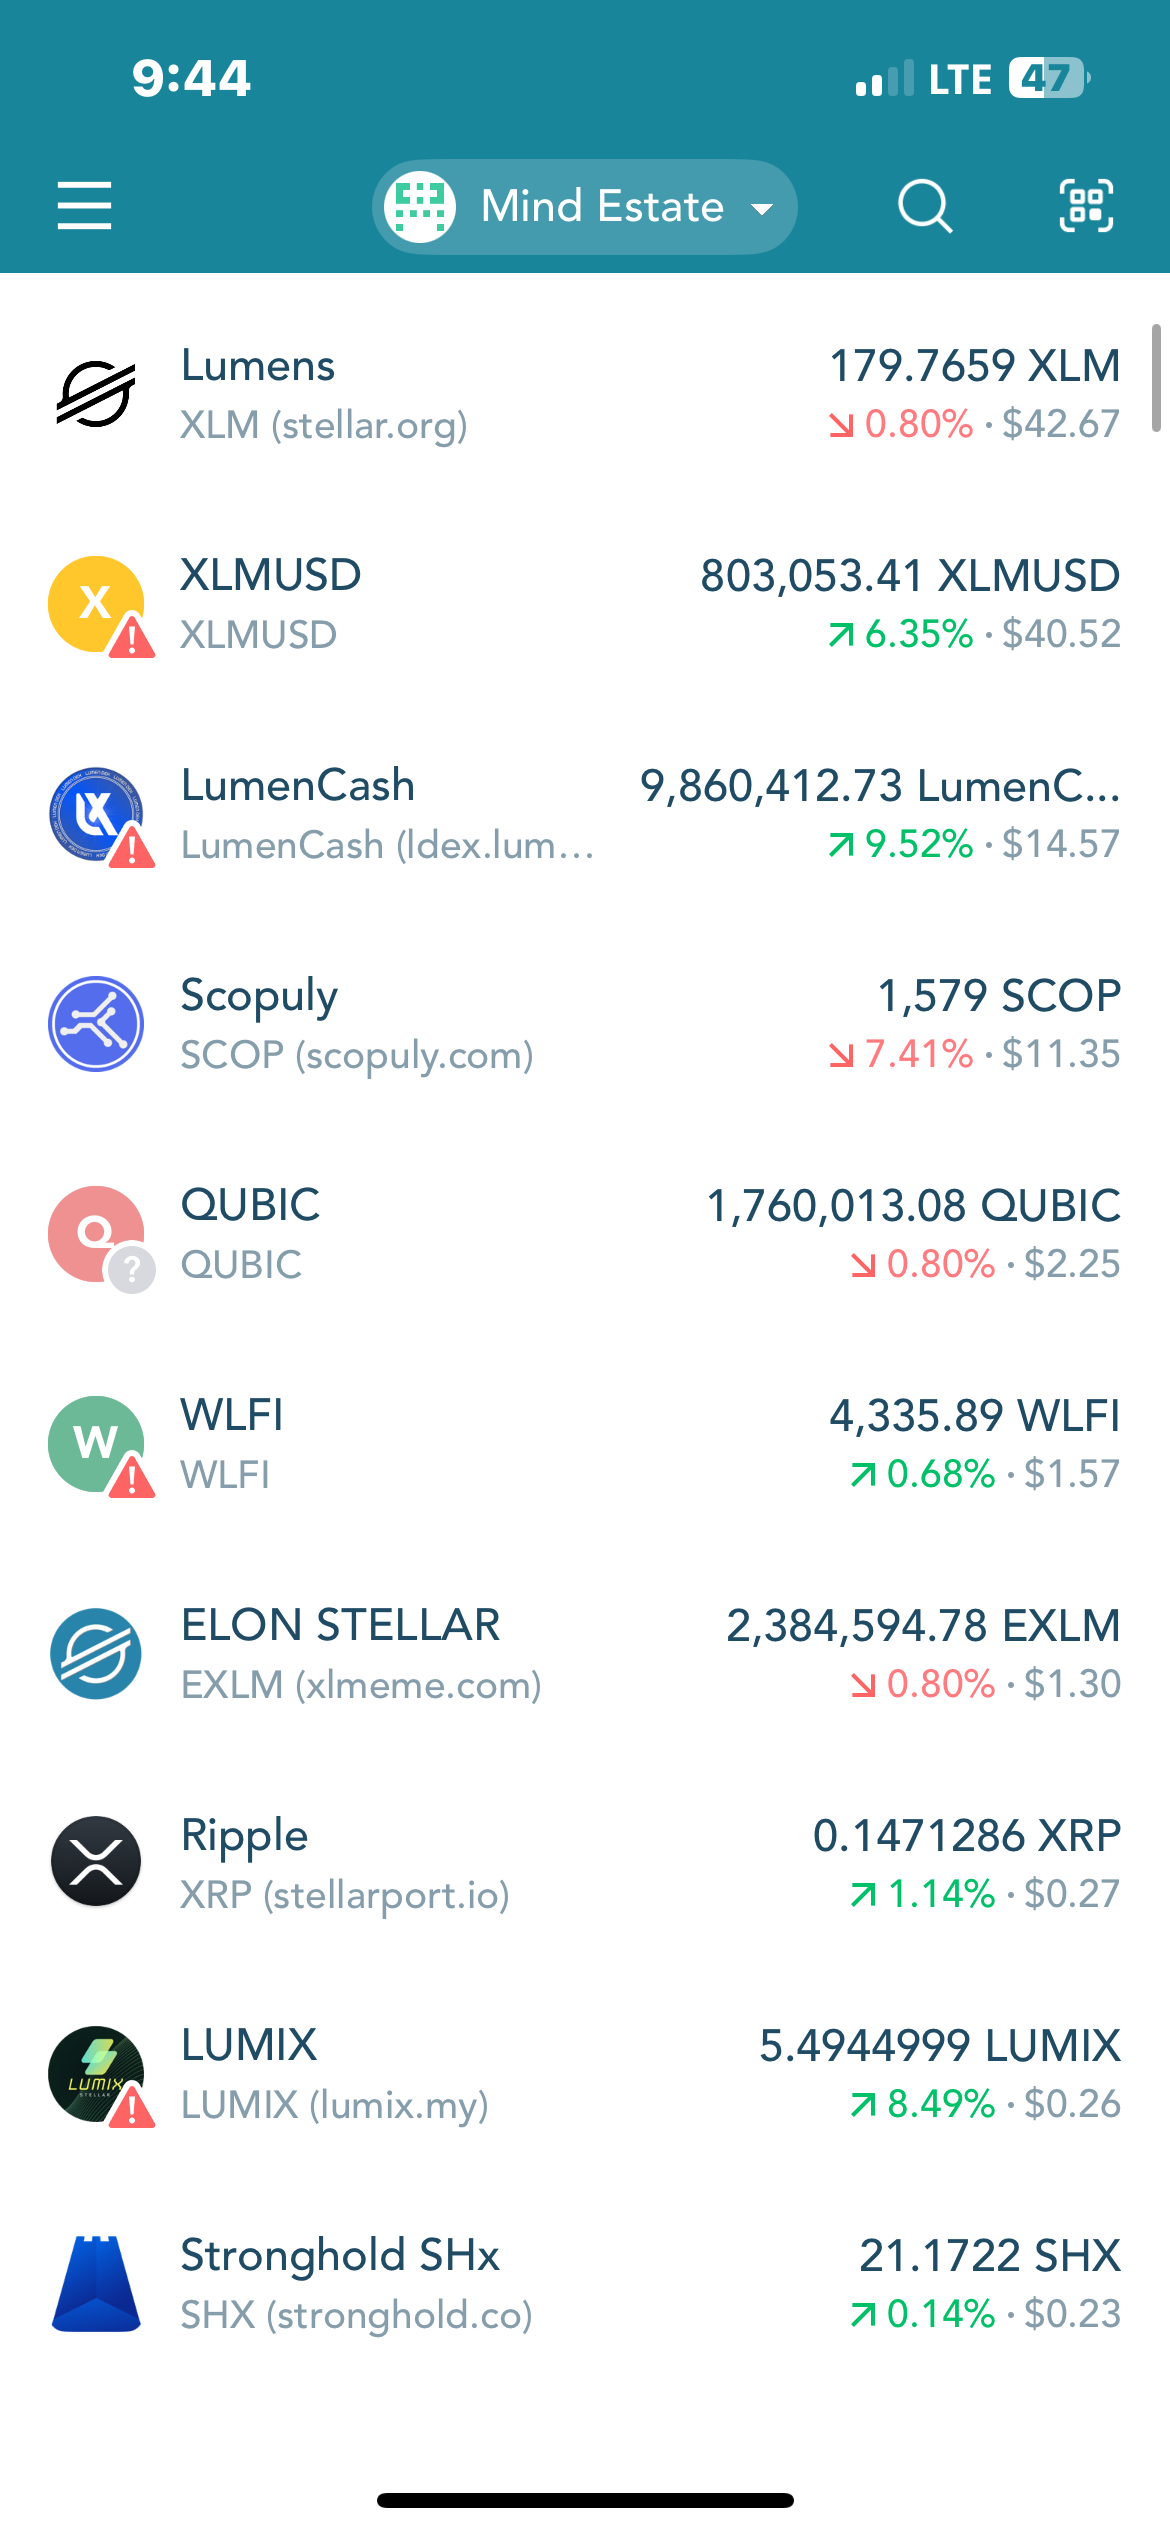 9:44
LTE 47
Mind Estate
Lumens
179.7659 XLM
XLM (stellar.org)
0.80% · $42.67
X
XLMUSD
803,053.41 XLMUSD
XLMUSD
6.35% · $40.52
LumenCash
9,860,412.73 LumenC...
LumenCash (ldex.lum...
9.52% · $14.57
Scopuly
1,579 SCOP
SCOP (scopuly.com)
7.41% · $11.35
Q
?
QUBIC
1,760,013.08 QUBIC
QUBIC
0.80% · $2.25
W
WLFI
4,335.89 WLFI
WLFI
0.68% · $1.57
ELON STELLAR
2,384,594.78 EXLM
EXLM (xlmeme.com)
0.80% · $1.30
Ripple
0.1471286 XRP
XRP (stellarport.io)
1.14% · $0.27
LUMIX
STELLAR
LUMIX
5.4944999 LUMIX
LUMIX (lumix.my)
8.49% · $0.26
Stronghold SHx
21.1722 SHX
SHX (stronghold.co)
0.14% · $0.23